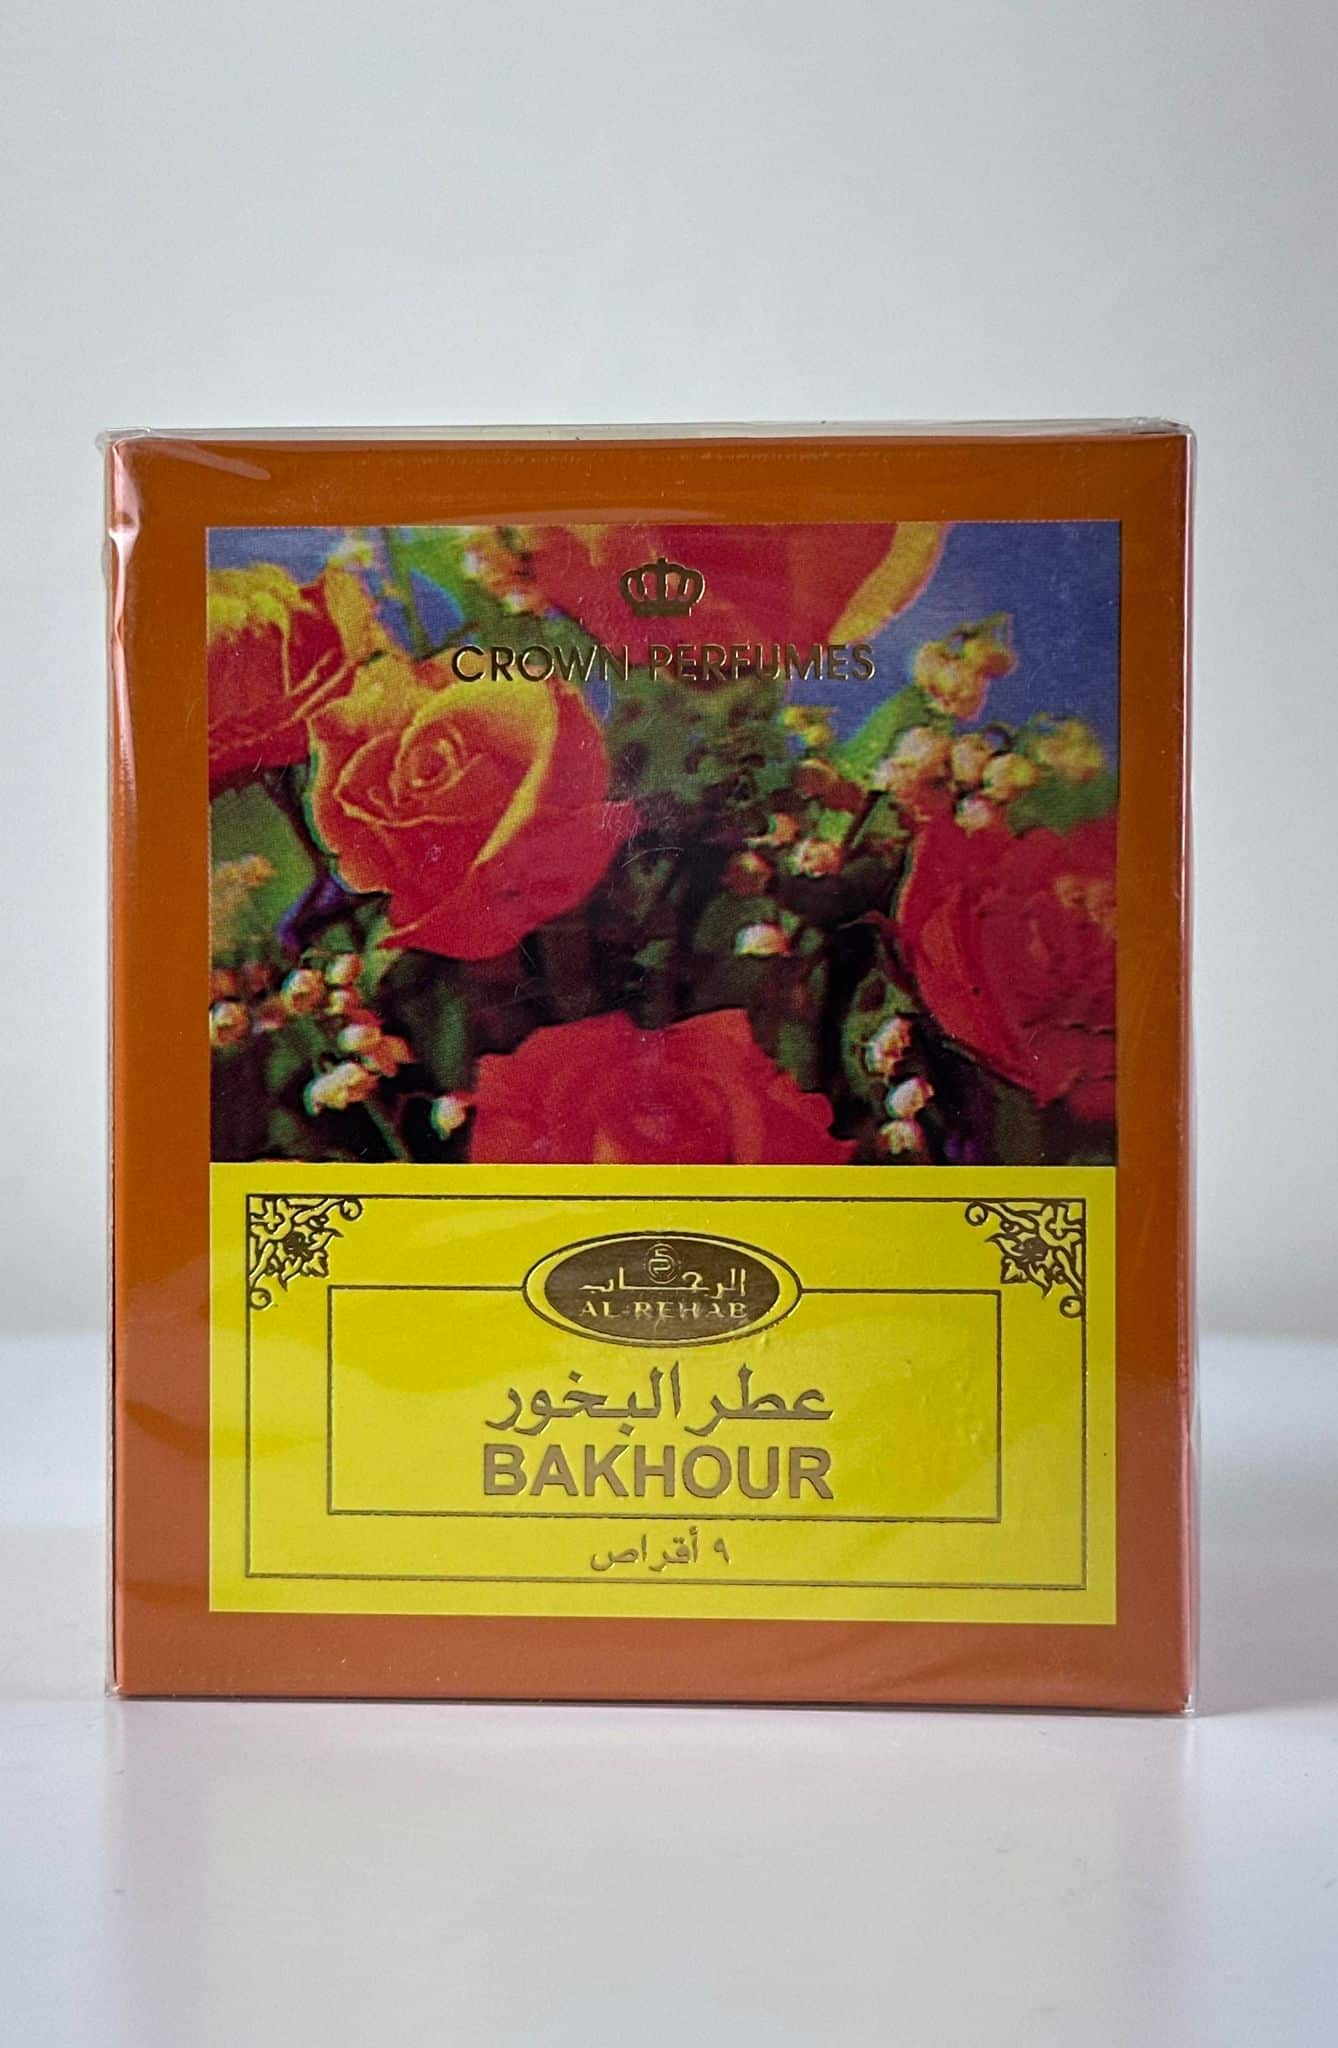 CROWN PERFUMES
الرحاب
AL-REHAB
عطر البخور
BAKHOUR
٩ أقراص